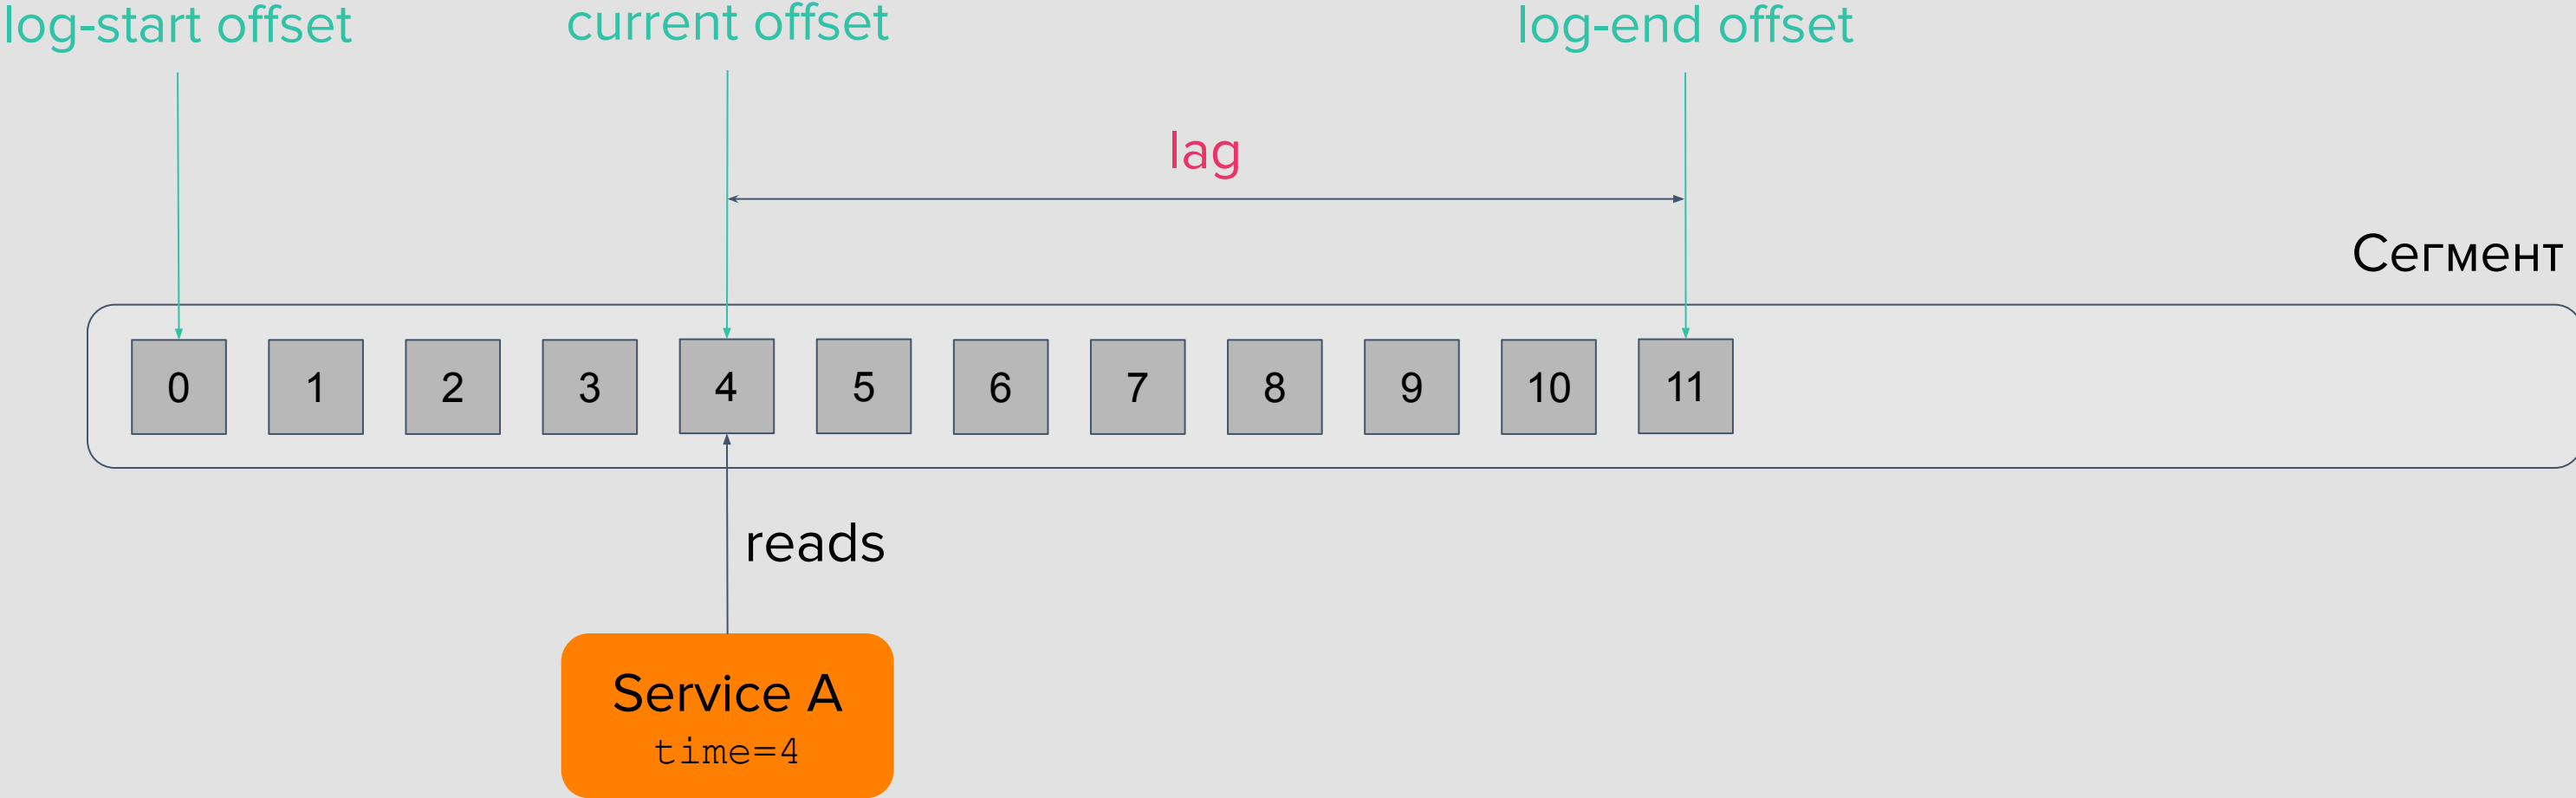 log-start offset
current offset
log-end offset
lag
Сегмент
0 1 2 3 4 5 6 7 8 9 10 11
reads
Service A
time=4